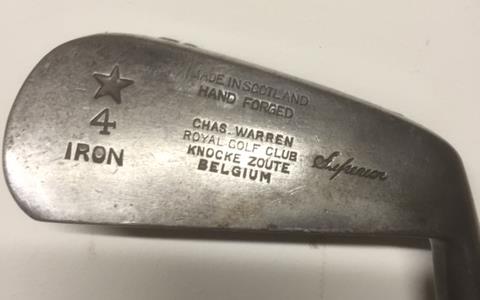 4
IRON
MADE IN SCOTLAND
HAND FORGED
CHAS. WARREN
ROYAL GOLF CLUB
KNOCKE ZOUTE
BELGIUM
Superior